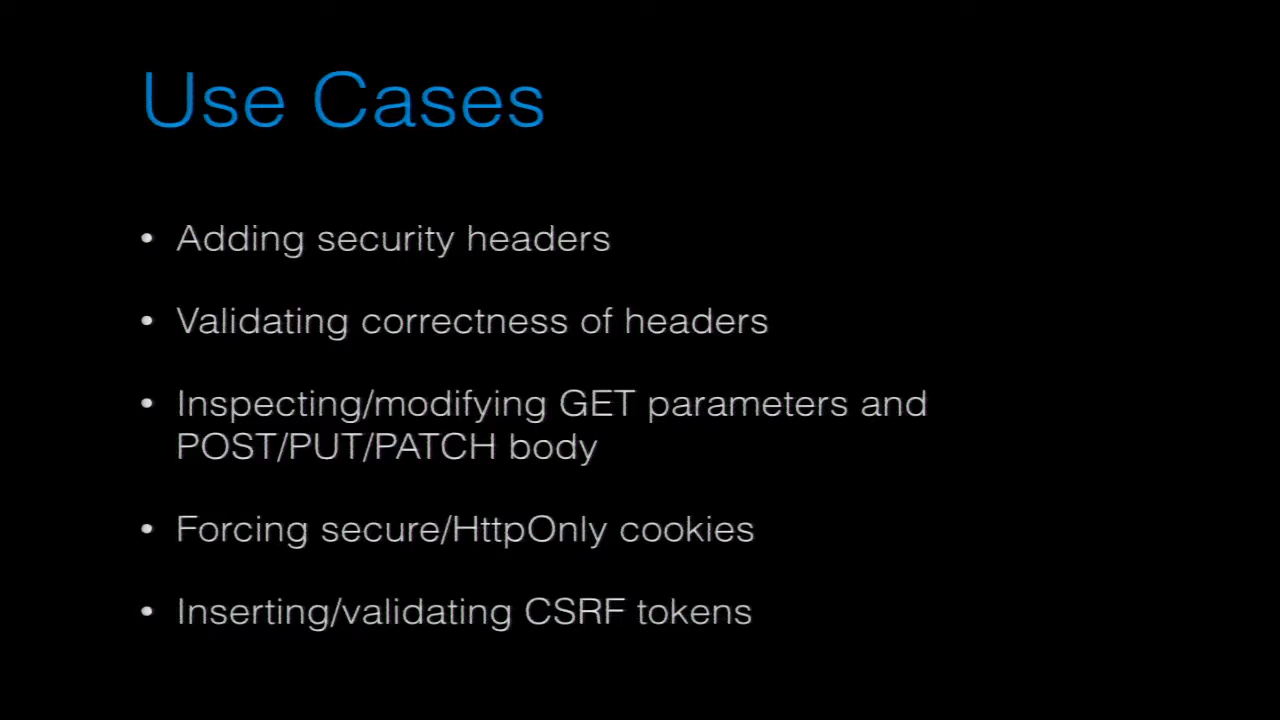 Use Cases
• Adding security headers
• Validating correctness of headers
• Inspecting/modifying GET parameters and
POST/PUT/PATCH body
• Forcing secure/HttpOnly cookies
• Inserting/validating CSRF tokens